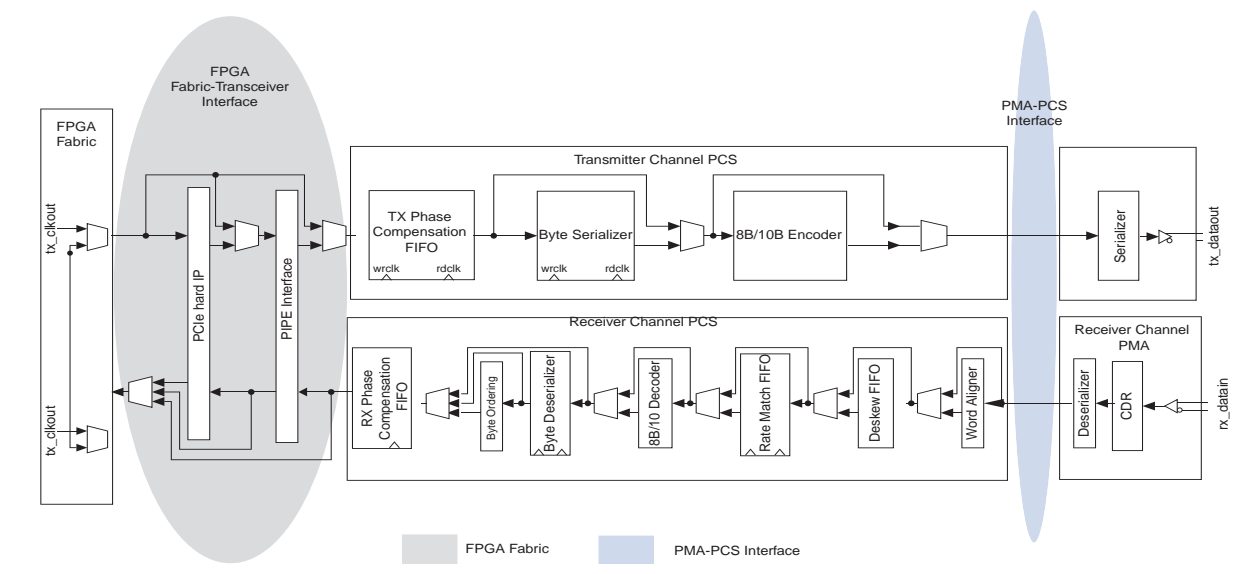 FPGA
Fabric-Transceiver
Interface
PMA-PCS
Interface
FPGA
Fabric
Transmitter Channel PCS
tx_clkout
PCIe hard IP
PIPE Interface
TX Phase
Compensation
FIFO
wrclk
rdclk
Byte Serializer
wrclk
rdclk
8B/10B Encoder
Serializer
tx_dataout
Receiver Channel PCS
tx_clkout
RX Phase
Compensation
FIFO
Byte Ordering
Byte Deserializer
8B/10 Decoder
Rate Match FIFO
Deskew FIFO
Word Aligner
Receiver Channel
PMA
Deserializer
CDR
rx_datain
FPGA Fabric
PMA-PCS Interface